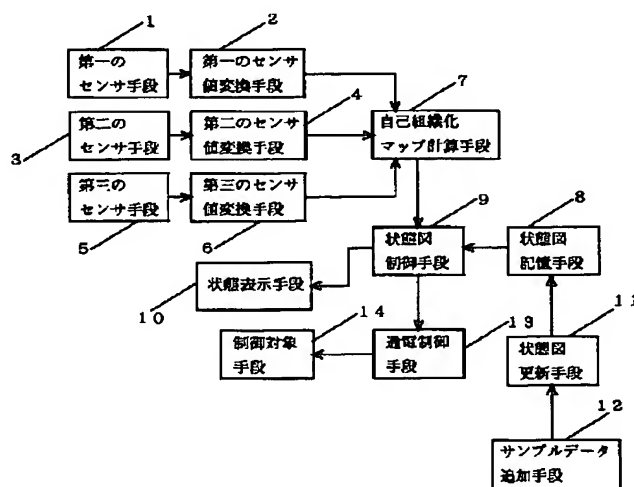 1
2
第一の
センサ手段
第一のセンサ
値変換手段
7
4
自己組織化
マップ計算手段
第二の
センサ手段
第二のセンサ
値変換手段
3
第三の
センサ手段
第三のセンサ
値変換手段
5
6
9
8
状態図
制御手段
状態図
記憶手段
状態表示手段
10
14
13
11
制御対象
手段
通電制御
手段
状態図
更新手段
12
サンプルデータ
追加手段